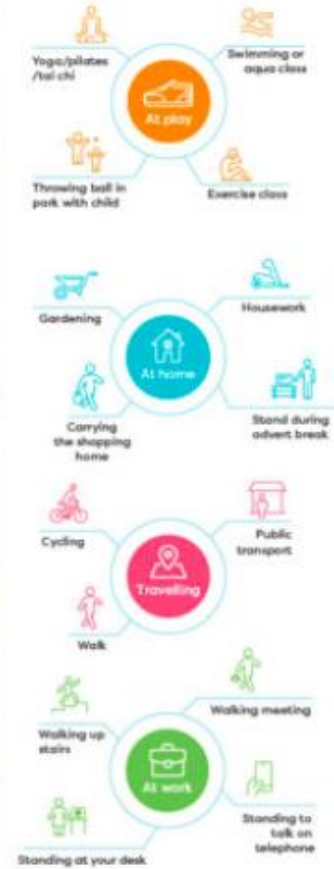 Yoga/pilates
/tai chi
Swimming or
aqua class
At play
Throwing ball in
park with child
Exercise class
Gardening
Housework
At home
Carrying
the shopping
home
Stand during
advert break
Cycling
Public
transport
Travelling
Walk
Walking meeting
Walking up
stairs
At work
Standing to
talk on
telephone
Standing at your desk